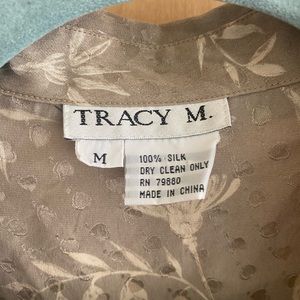 TRACY M.
M
100% SILK
DRY CLEAN ONLY
RN 79880
MADE IN CHINA